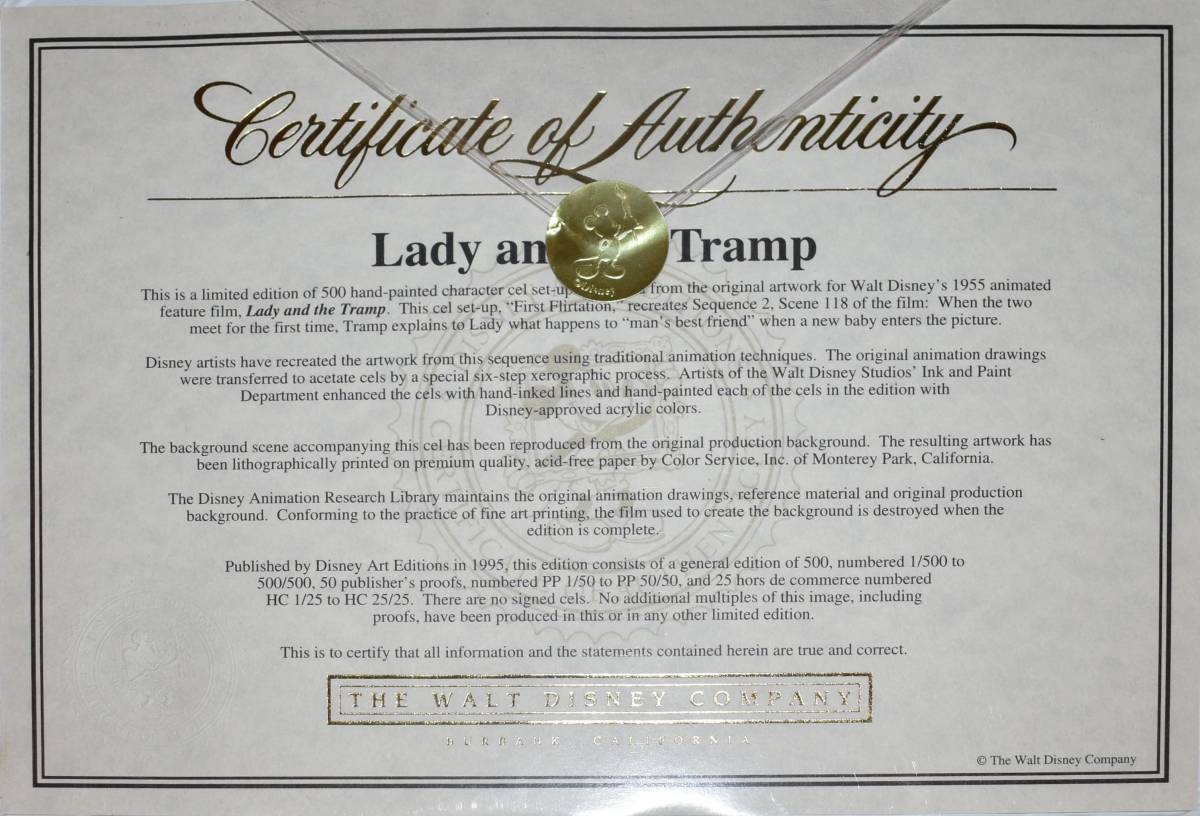 Certificate of Authenticity
Lady an Tramp
Disney
This is a limited edition of 500 hand-painted character cel set-up from the original artwork for Walt Disney's 1955 animated
feature film, Lady and the Tramp. This cel set-up, "First Flirtation," recreates Sequence 2, Scene 118 of the film: When the two
meet for the first time, Tramp explains to Lady what happens to "man's best friend" when a new baby enters the picture.
Disney artists have recreated the artwork from this sequence using traditional animation techniques. The original animation drawings
were transferred to acetate cels by a special six-step xerographic process. Artists of the Walt Disney Studios' Ink and Paint
Department enhanced the cels with hand-inked lines and hand-painted each of the cels in the edition with
Disney-approved acrylic colors.
The background scene accompanying this cel has been reproduced from the original production background. The resulting artwork has
been lithographically printed on premium quality, acid-free paper by Color Service, Inc. of Monterey Park, California.
The Disney Animation Research Library maintains the original animation drawings, reference material and original production
background. Conforming to the practice of fine art printing, the film used to create the background is destroyed when the
edition is complete.
Published by Disney Art Editions in 1995, this edition consists of a general edition of 500, numbered 1/500 to
500/500, 50 publisher's proofs, numbered PP 1/50 to PP 50/50, and 25 hors de commerce numbered
HC 1/25 to HC 25/25. There are no signed cels. No additional multiples of this image, including
proofs, have been produced in this or in any other limited edition.
This is to certify that all information and the statements contained herein are true and correct.
THE WALT DISNEY COMPANY
BURBANK, CALIFORNIA
© The Walt Disney Company